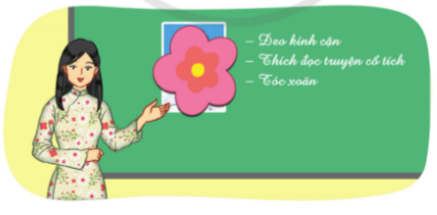 – Đeo kính cận
– Thích đọc truyện cổ tích
– Tóc xoăn